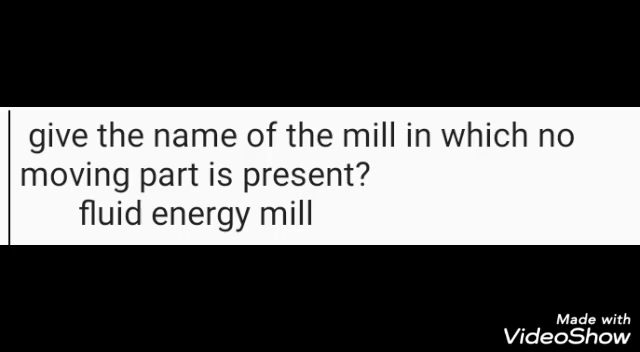 give the name of the mill in which no
moving part is present?
fluid energy mill
Made with
VideoShow